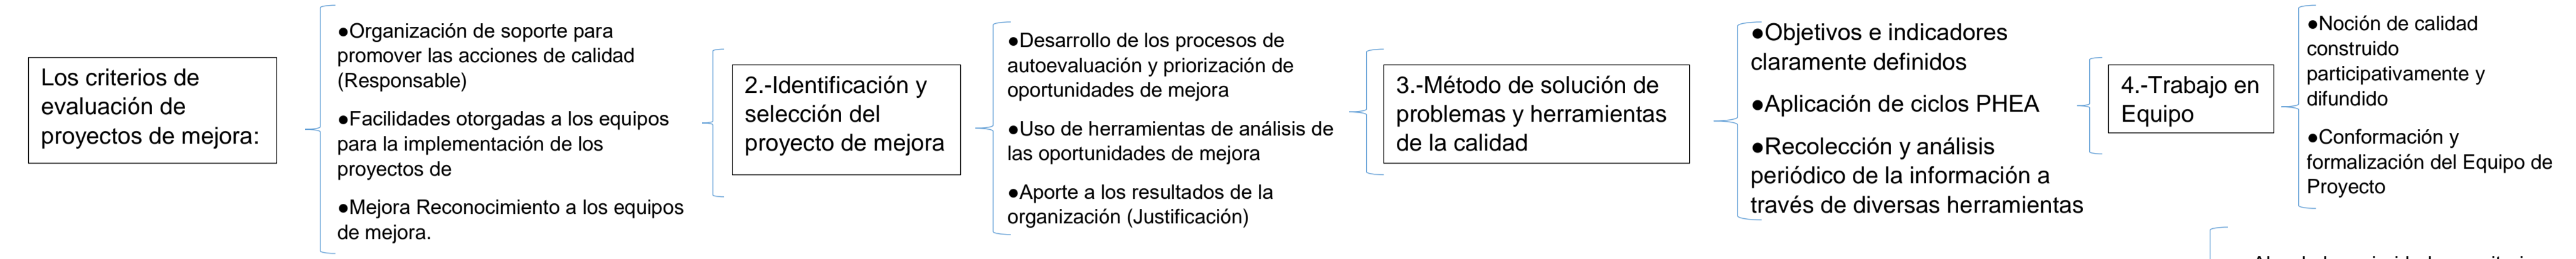 Los criterios de
evaluación de
proyectos de mejora:
●Organización de soporte para
promover las acciones de calidad
(Responsable)
●Facilidades otorgadas a los equipos
para la implementación de los
proyectos de
●Mejora Reconocimiento a los equipos
de mejora.
2.-Identificación y
selección del
proyecto de mejora
●Desarrollo de los procesos de
autoevaluación y priorización de
oportunidades de mejora
●Uso de herramientas de análisis de
las oportunidades de mejora
●Aporte a los resultados de la
organización (Justificación)
3.-Método de solución de
problemas y herramientas
de la calidad
●Objetivos e indicadores
claramente definidos
●Aplicación de ciclos PHEA
●Recolección y análisis
periódico de la información a
través de diversas herramientas
4.-Trabajo en
Equipo
●Noción de calidad
construido
participativamente y
difundido
●Conformación y
formalización del Equipo de
Proyecto